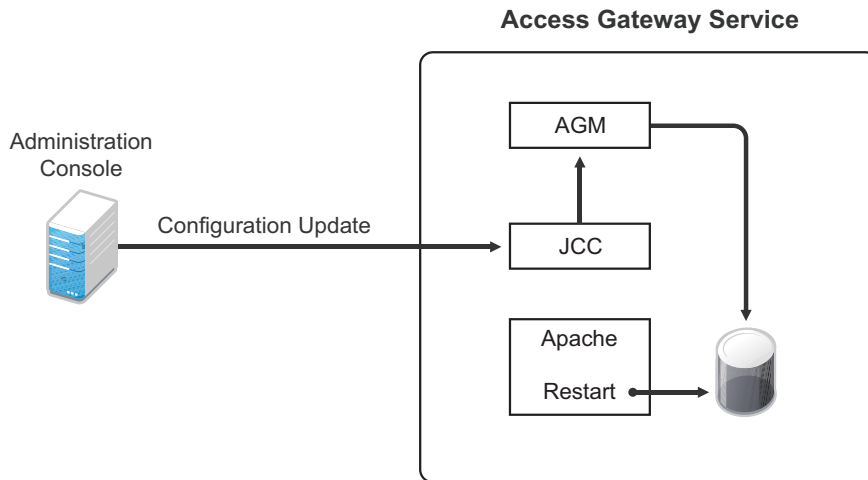 Access Gateway Service
AGM
Administration
Console
Configuration Update
JCC
Apache
Restart